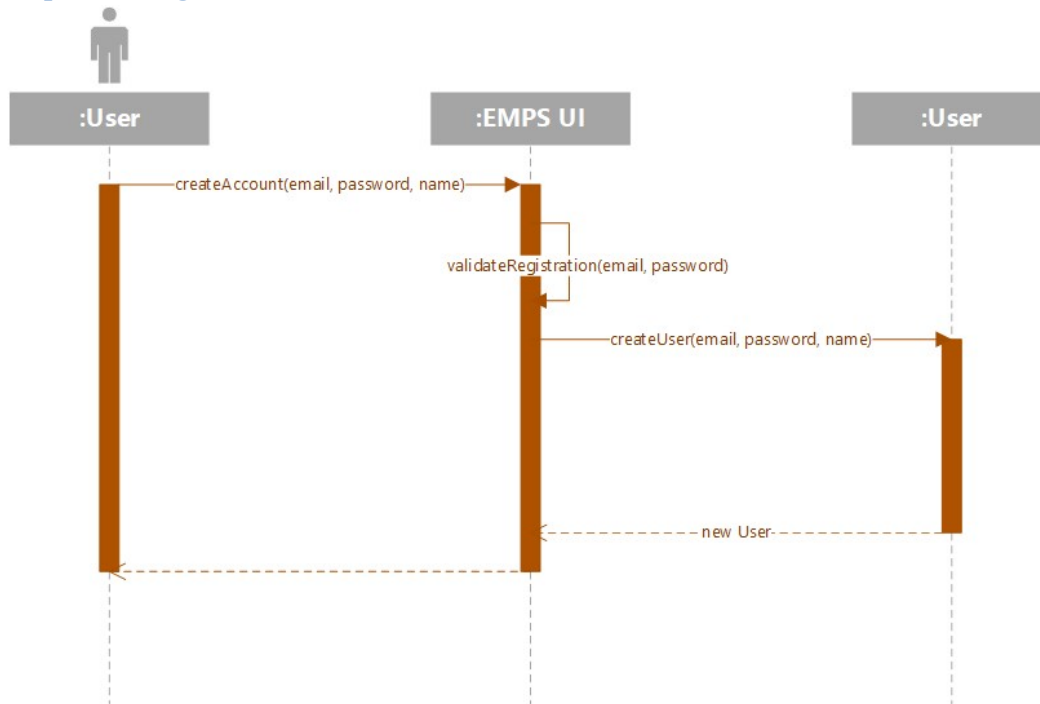 :User
:EMPS UI
:User
createAccount(email, password, name)
validateRegistration(email, password)
createUser(email, password, name)
new User